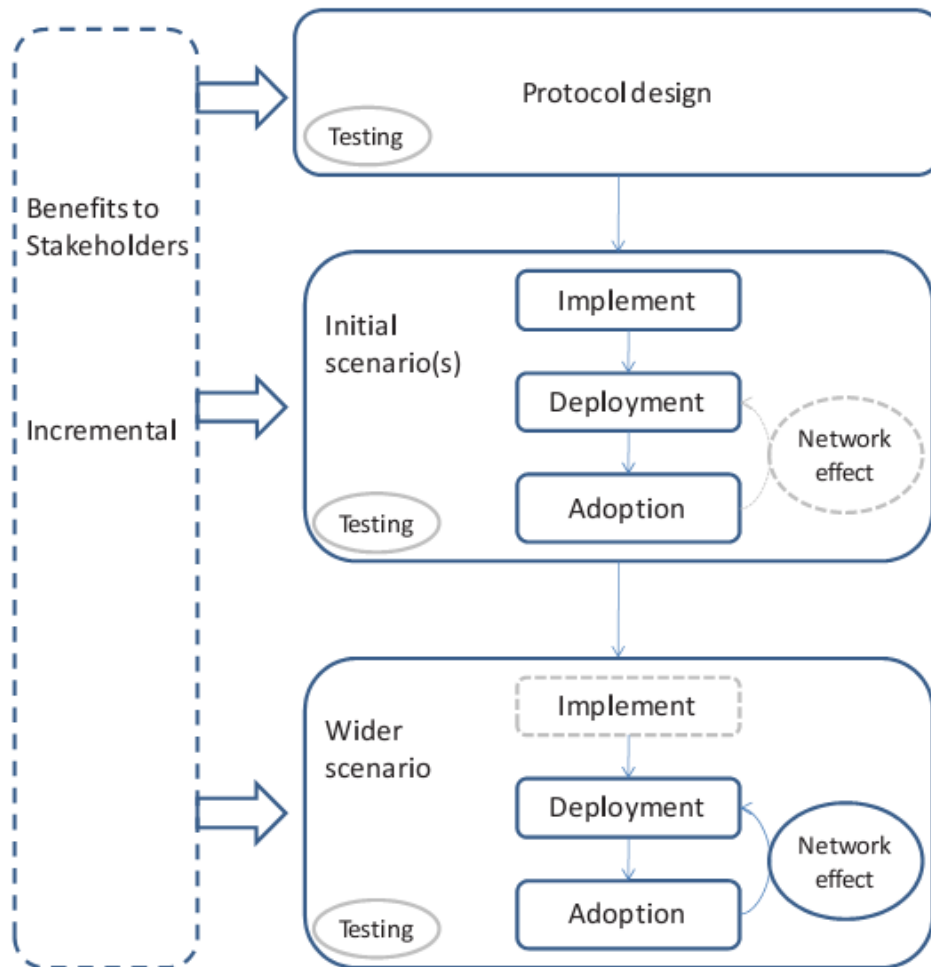 Protocol design
Testing
Benefits to
Stakeholders
Incremental
Initial
scenario(s)
Implement
Deployment
Adoption
Network
effect
Testing
Wider
scenario
Implement
Deployment
Adoption
Network
effect
Testing